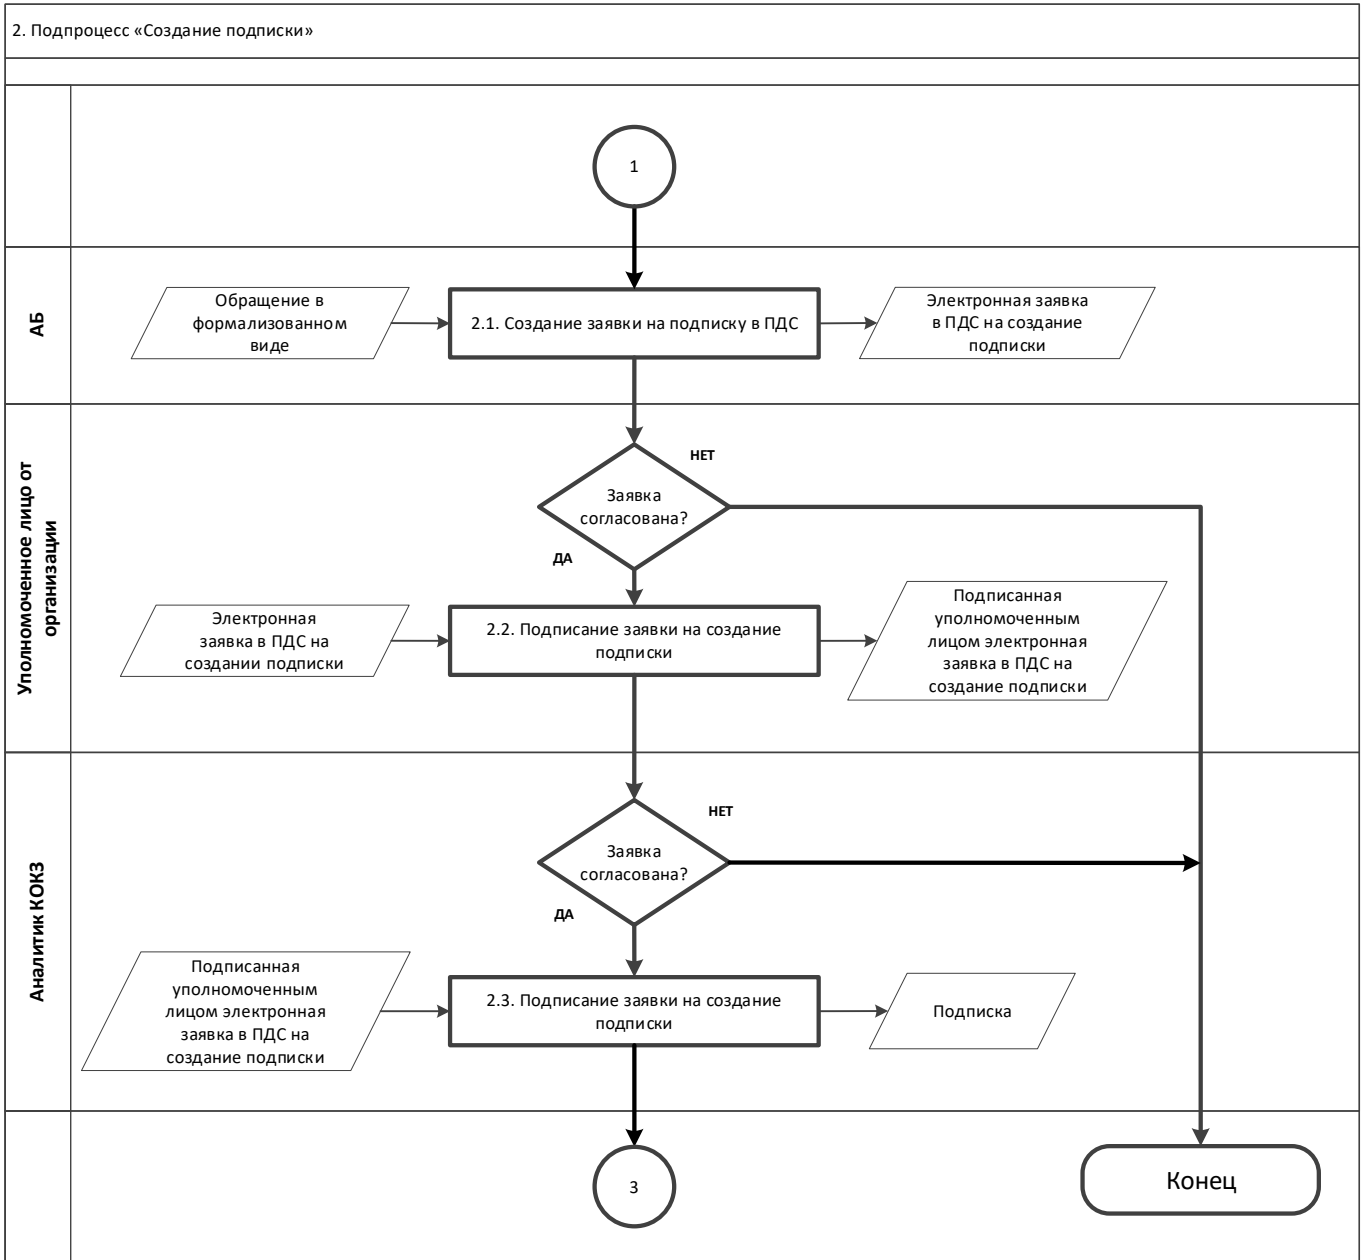 2. Подпроцесс «Создание подписки»
1
АБ
Обращение в
формализованном
виде
2.1. Создание заявки на подписку в ПДС
Электронная заявка
в ПДС на создание
подписки
Уполномоченное лицо от
организации
НЕТ
Заявка
согласована?
ДА
Электронная
заявка в ПДС на
создании подписки
2.2. Подписание заявки на создание
подписки
Подписанная
уполномоченным
лицом электронная
заявка в ПДС на
создание подписки
Аналитик КОКЗ
НЕТ
Заявка
согласована?
ДА
Подписанная
уполномоченным
лицом электронная
заявка в ПДС на
создание подписки
2.3. Подписание заявки на создание
подписки
Подписка
3
Конец